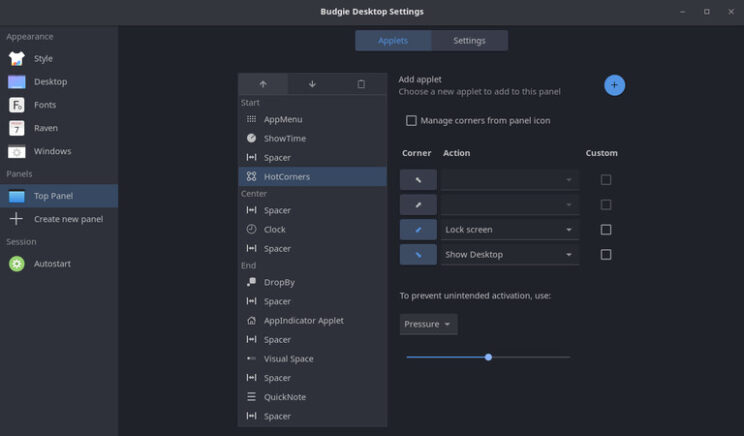 Budgie Desktop Settings
Appearance
Style
Desktop
Fonts
Raven
Windows
Panels
Top Panel
Create new panel
Session
Autostart
Applets
Settings
Start
AppMenu
ShowTime
Spacer
HotCorners
Center
Spacer
Clock
Spacer
End
DropBy
Spacer
AppIndicator Applet
Spacer
Visual Space
Spacer
QuickNote
Spacer
Add applet
Choose a new applet to add to this panel
Manage corners from panel icon
Corner Action Custom
Lock screen
Show Desktop
To prevent unintended activation, use:
Pressure